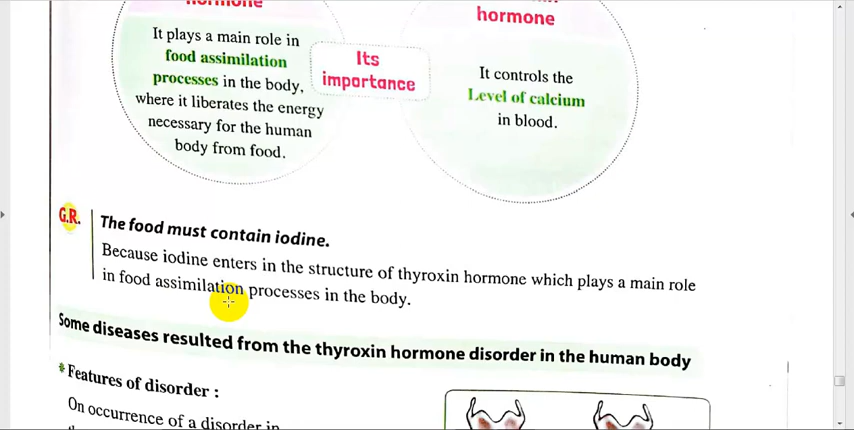 hormone
It plays a main role in
food assimilation
processes in the body,
where it liberates the energy
necessary for the human
body from food.
Its
importance
hormone
It controls the
Level of calcium
in blood.
G.R.
The food must contain iodine.
Because iodine enters in the structure of thyroxin hormone which plays a main role
in food assimilation processes in the body.
Some diseases resulted from the thyroxin hormone disorder in the human body
* Features of disorder :
On occurrence of a disorder in